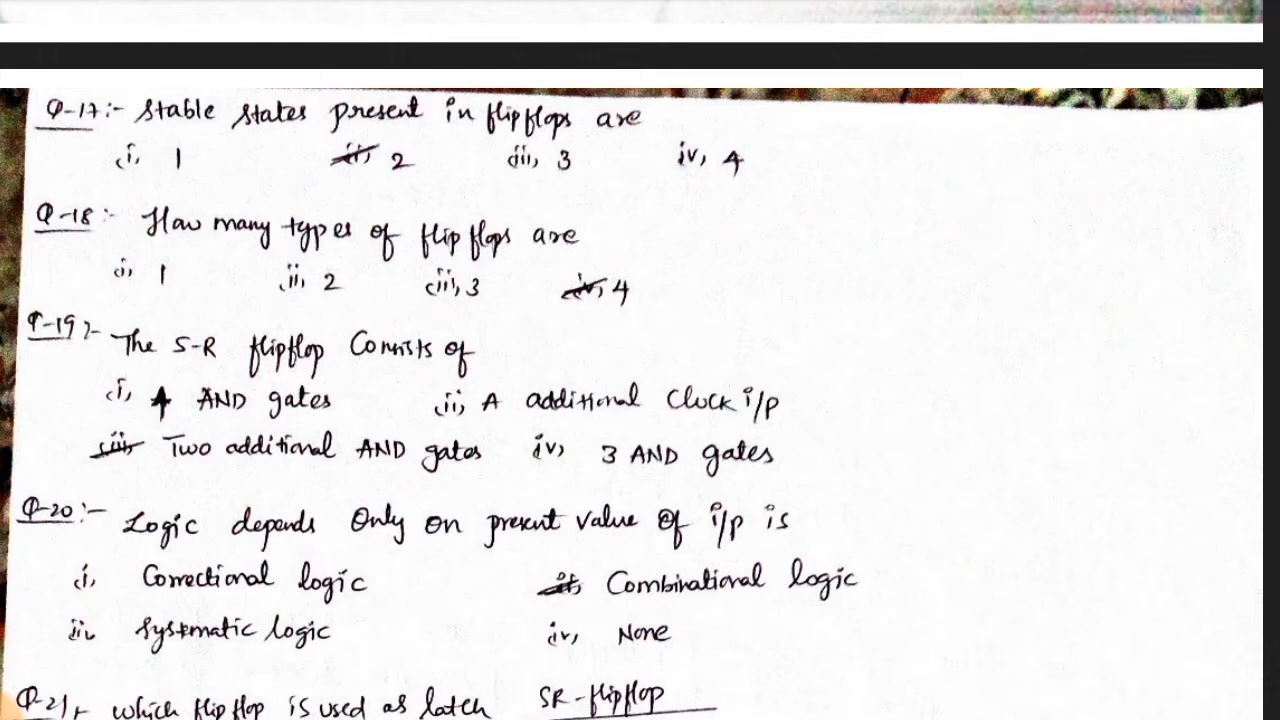 Q-17:- Stable states present in flipflops are
(i) 1 (ii) 2 (iii) 3 iv) 4
Q-18:- How many types of flip flops are
(i) 1 (ii) 2 (iii) 3 (iv) 4
Q-19:- The S-R flipflop Consists of
(i) 4 AND gates (ii) A additional Clock i/p
(iii) Two additional AND gates iv) 3 AND gates
Q-20:- Logic depends Only on present value of i/p is
(i) Correctional logic (ii) Combinational logic
iii) Systematic logic (iv) None
Q-21:- which flip flop is used as latch SR-flipflop